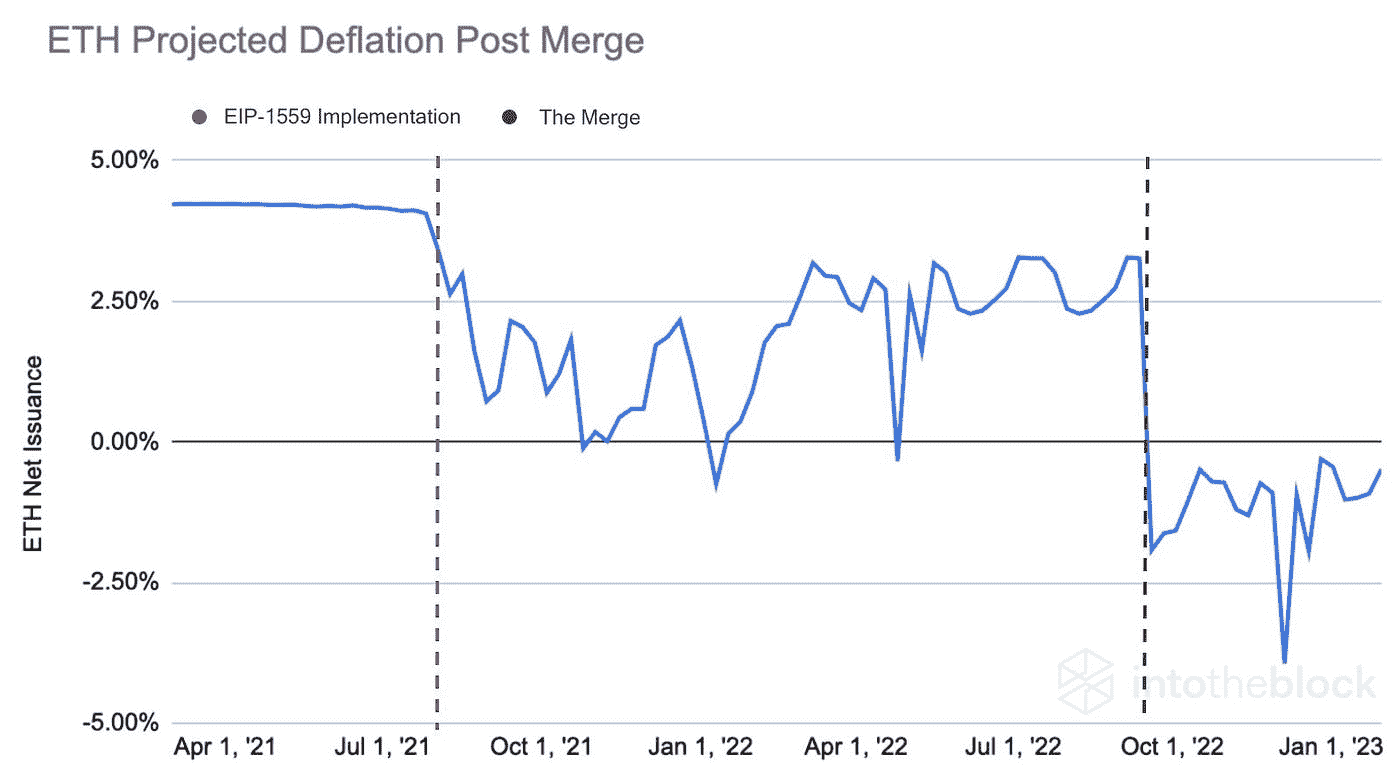 ETH Projected Deflation Post Merge
EIP-1559 Implementation The Merge
5.00%
2.50%
0.00%
-2.50%
-5.00%
ETH Net Issuance
intotheblock
Apr 1, '21 Jul 1, '21 Oct 1, '21 Jan 1, '22 Apr 1, '22 Jul 1, '22 Oct 1, '22 Jan 1, '23